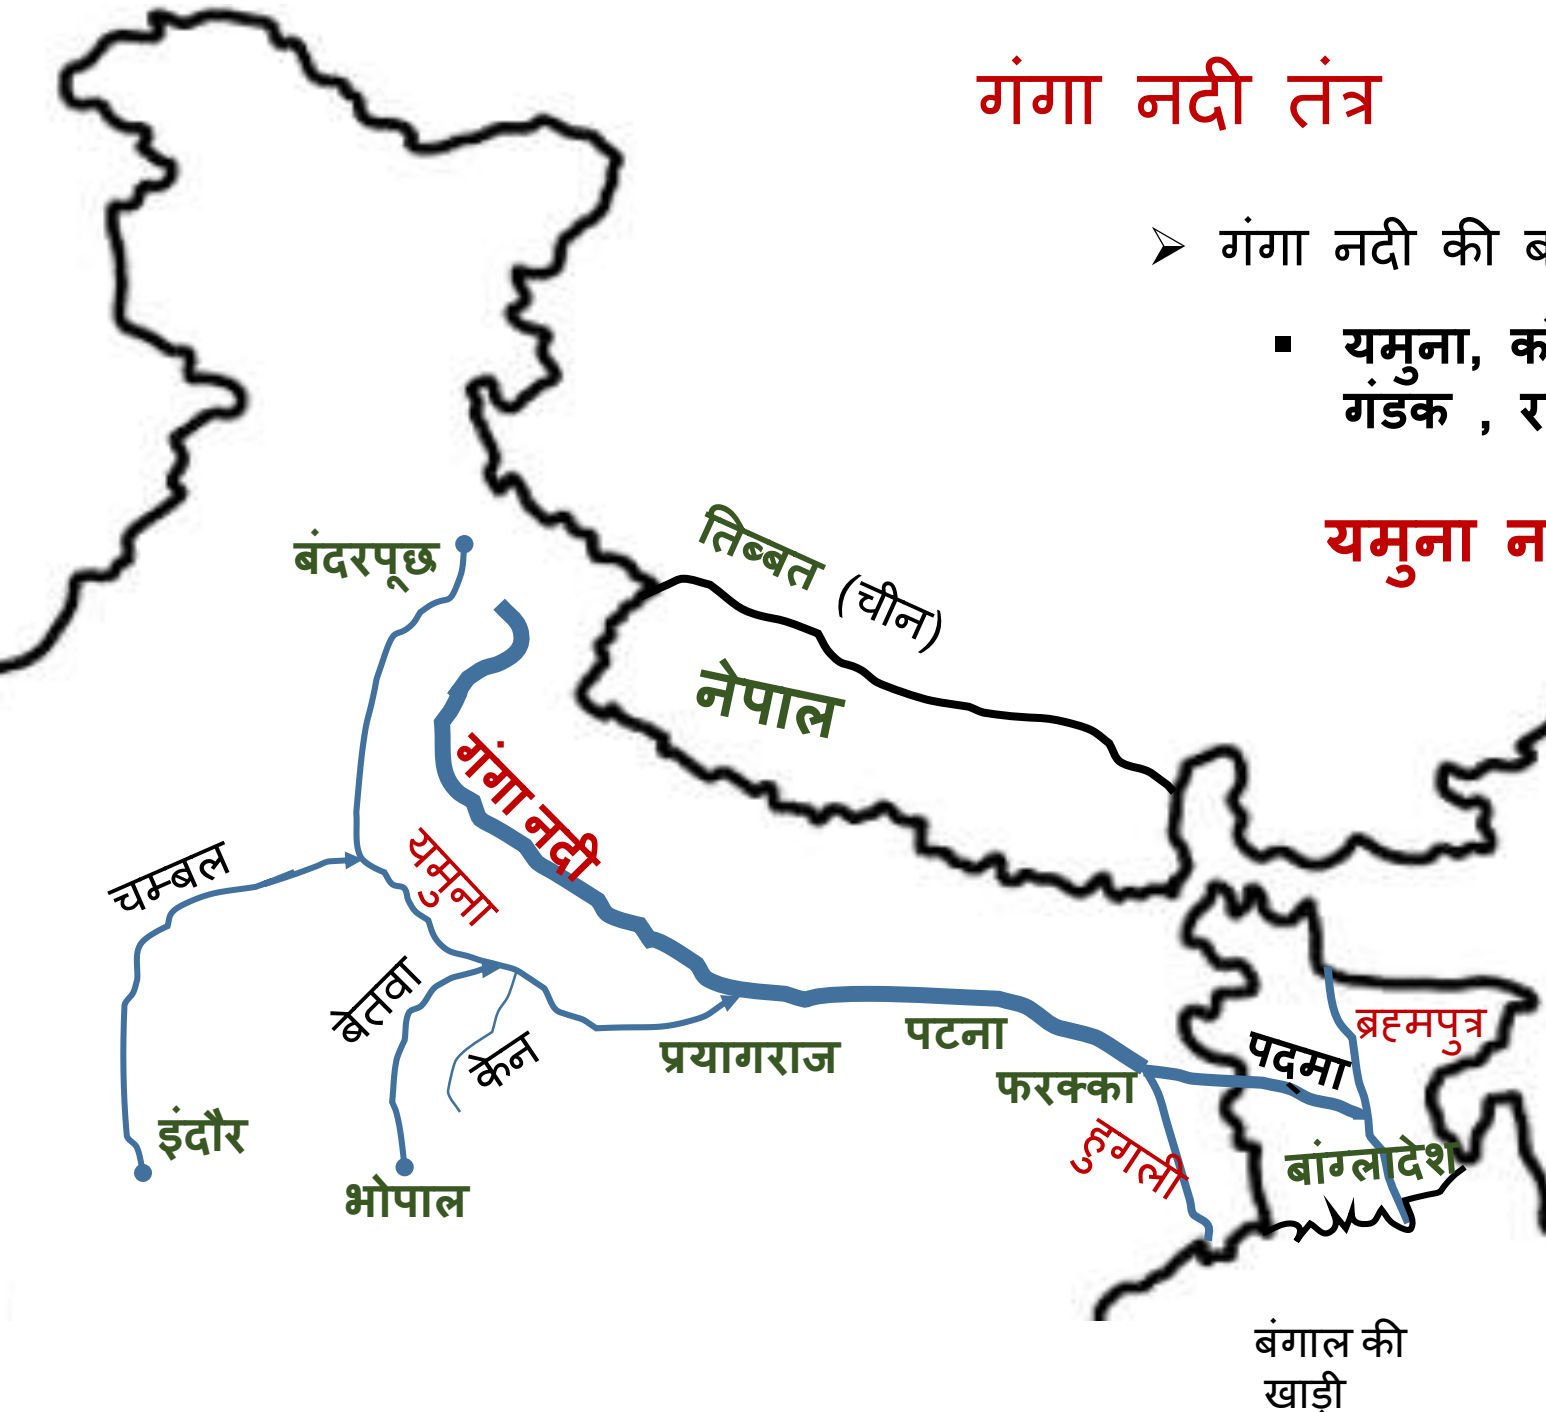 गंगा नदी तंत्र
गंगा नदी की
यमुना,
गंडक ,
यमुना
तिब्बत (चीन)
बंदरपूछ
नेपाल
गंगा नदी
यमुना
चम्बल
बेतवा
केन
पटना
प्रयागराज
फरक्का
ब्रह्मपुत्र
पदमा
हुगली
बांग्लादेश
इंदौर
भोपाल
बंगाल की
खाड़ी